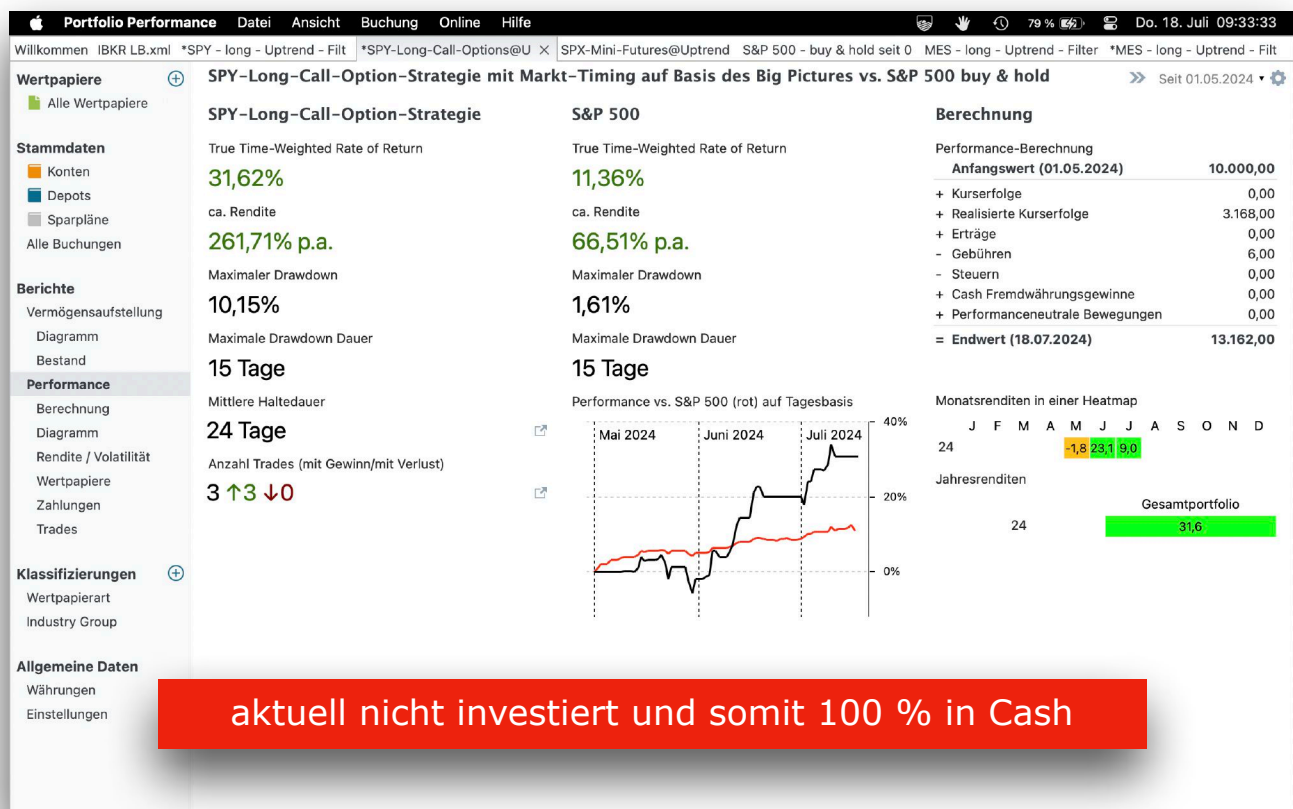 Portfolio Performance Datei Ansicht Buchung Online Hilfe 79 % Do. 18. Juli 09:33:33
Willkommen IBKR LB.xml *SPY - long - Uptrend - Filt *SPY-Long-Call-Options@U SPX-Mini-Futures@Uptrend S&P 500 - buy & hold seit 0 MES - long - Uptrend - Filter *MES - long - Uptrend - Filt
Wertpapiere
Alle Wertpapiere
Stammdaten
Konten
Depots
Sparpläne
Alle Buchungen
Berichte
Vermögensaufstellung
Diagramm
Bestand
Performance
Berechnung
Diagramm
Rendite / Volatilität
Wertpapiere
Zahlungen
Trades
Klassifizierungen
Wertpapierart
Industry Group
Allgemeine Daten
Währungen
Einstellungen
SPY-Long-Call-Option-Strategie mit Markt-Timing auf Basis des Big Pictures vs. S&P 500 buy & hold
Seit 01.05.2024
SPY-Long-Call-Option-Strategie
True Time-Weighted Rate of Return
31,62%
ca. Rendite
261,71% p.a.
Maximaler Drawdown
10,15%
Maximale Drawdown Dauer
15 Tage
Mittlere Haltedauer
24 Tage
Anzahl Trades (mit Gewinn/mit Verlust)
3 ↑3 ↓0
S&P 500
True Time-Weighted Rate of Return
11,36%
ca. Rendite
66,51% p.a.
Maximaler Drawdown
1,61%
Maximale Drawdown Dauer
15 Tage
Performance vs. S&P 500 (rot) auf Tagesbasis
Mai 2024 Juni 2024 Juli 2024
40%
20%
0%
Berechnung
Performance-Berechnung
Anfangswert (01.05.2024) 10.000,00
+ Kurserfolge 0,00
+ Realisierte Kurserfolge 3.168,00
+ Erträge 0,00
- Gebühren 6,00
- Steuern 0,00
+ Cash Fremdwährungsgewinne 0,00
+ Performanceneutrale Bewegungen 0,00
= Endwert (18.07.2024) 13.162,00
Monatsrenditen in einer Heatmap
J F M A M J J A S O N D
24 -1,8 23,1 9,0
Jahresrenditen
Gesamtportfolio
24 31,6
aktuell nicht investiert und somit 100 % in Cash